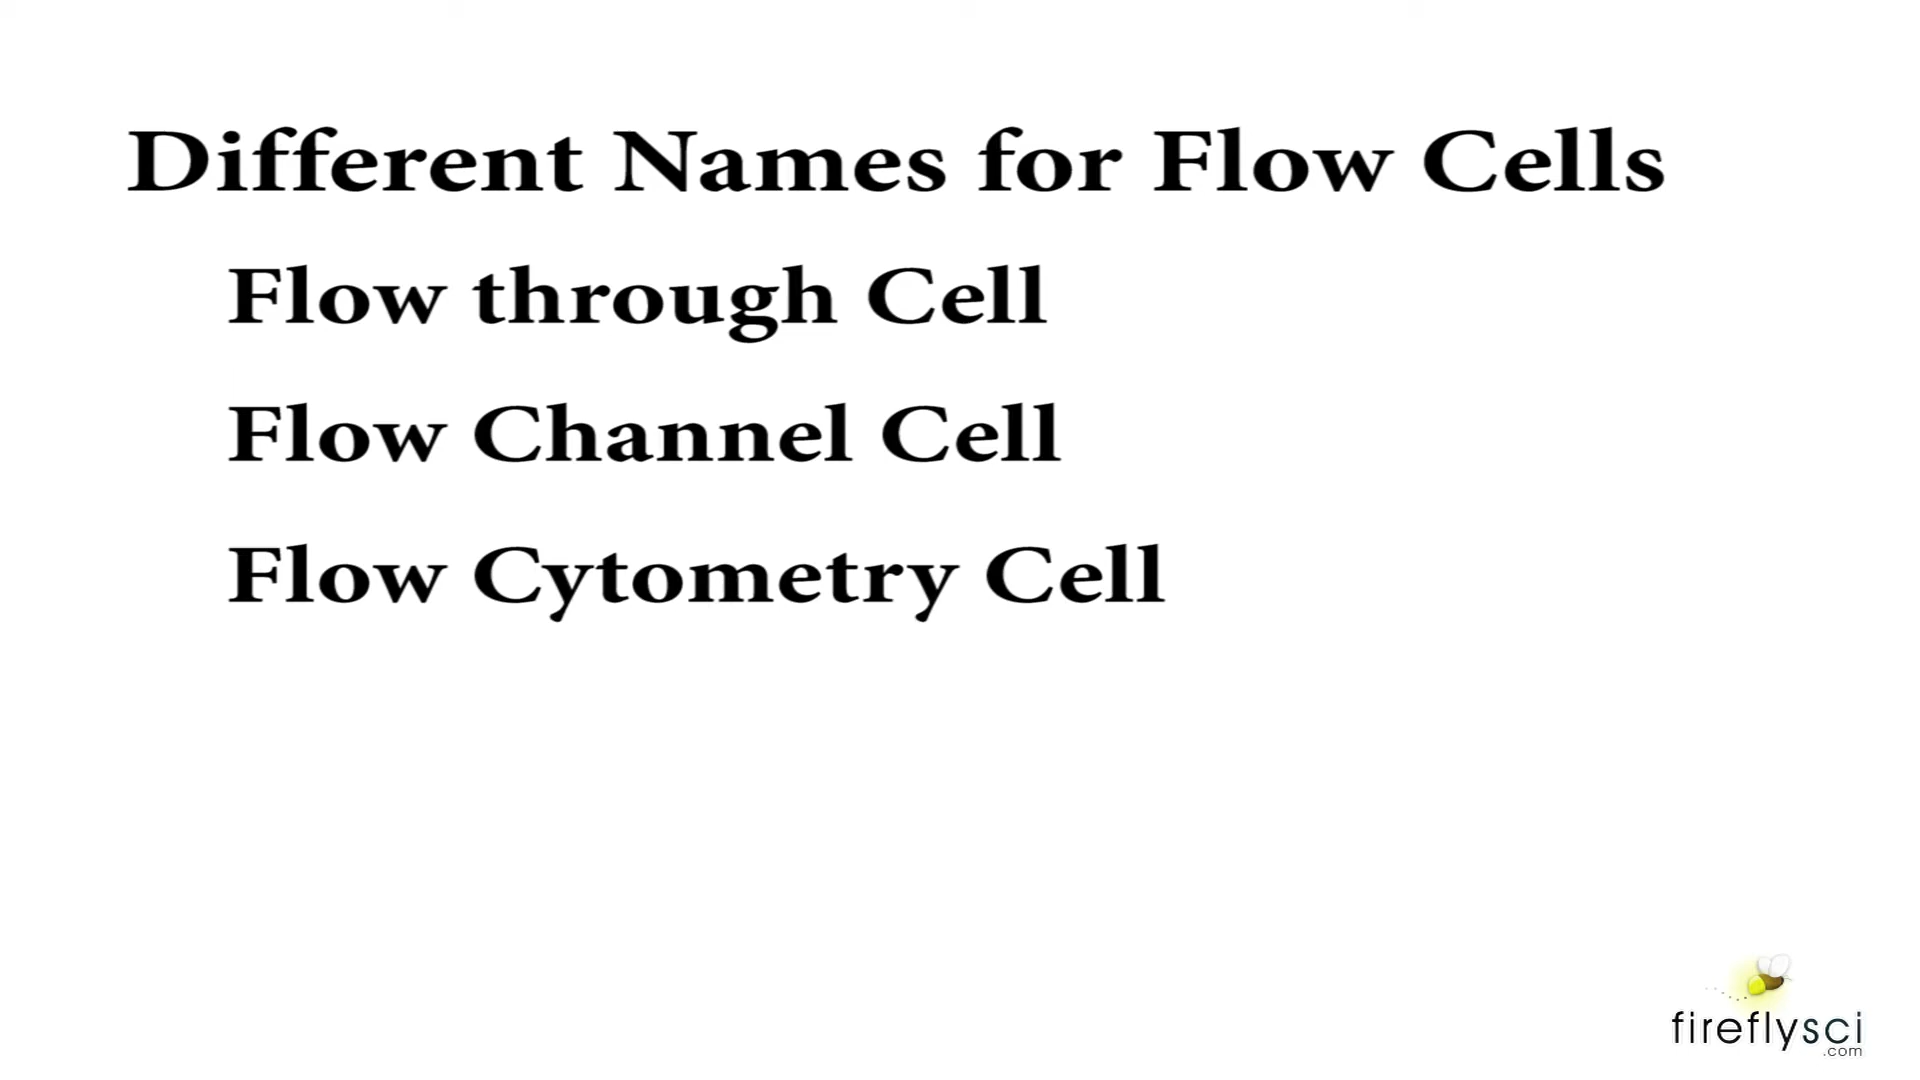 Different Names for Flow Cells
Flow through Cell
Flow Channel Cell
Flow Cytometry Cell
fireflysci
.com